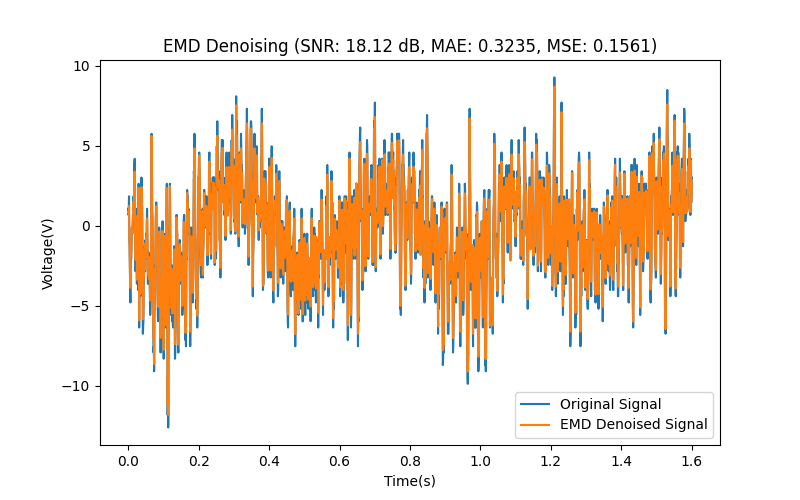 EMD Denoising (SNR: 18.12 dB, MAE: 0.3235, MSE: 0.1561)
10
5
0
−5
−10
Voltage(V)
Original Signal
EMD Denoised Signal
0.0 0.2 0.4 0.6 0.8 1.0 1.2 1.4 1.6
Time(s)